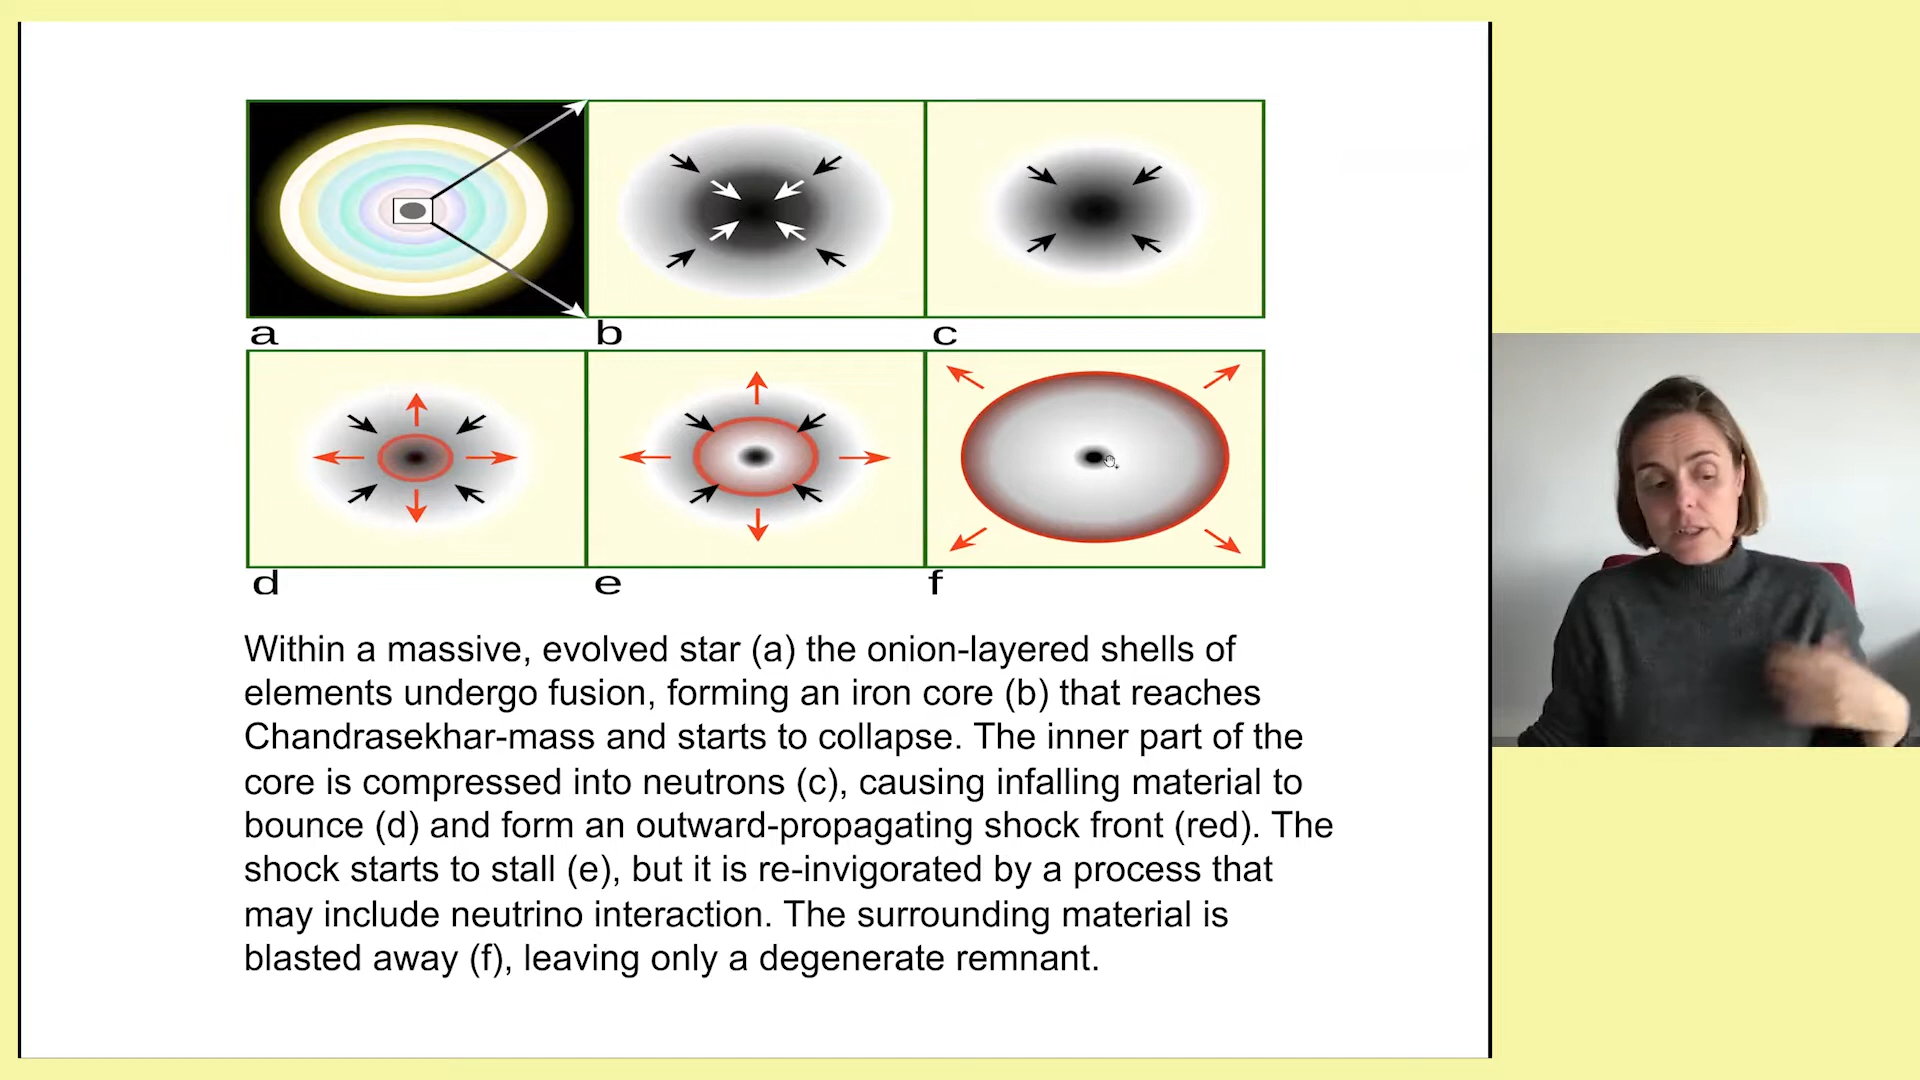 a b c
d e f
Within a massive, evolved star (a) the onion-layered shells of
elements undergo fusion, forming an iron core (b) that reaches
Chandrasekhar-mass and starts to collapse. The inner part of the
core is compressed into neutrons (c), causing infalling material to
bounce (d) and form an outward-propagating shock front (red). The
shock starts to stall (e), but it is re-invigorated by a process that
may include neutrino interaction. The surrounding material is
blasted away (f), leaving only a degenerate remnant.